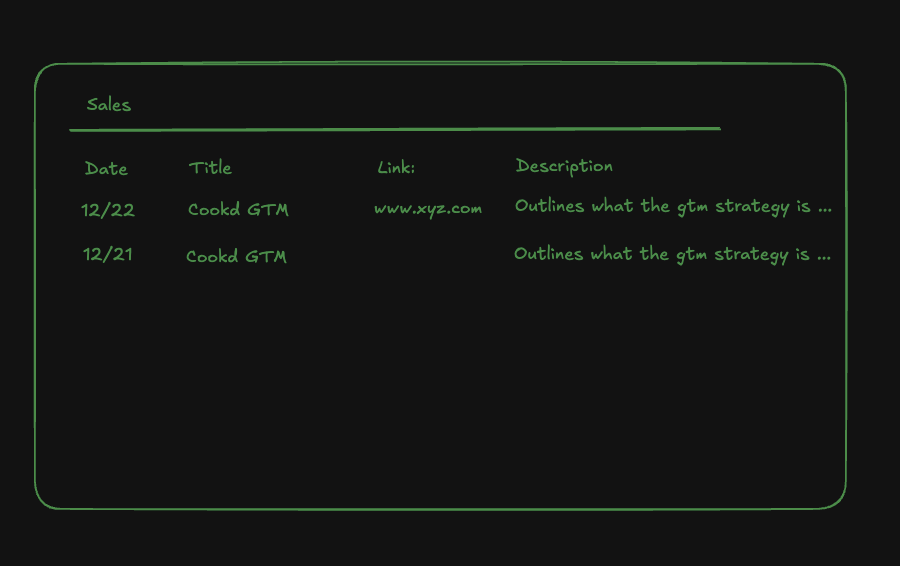 Sales
Date Title Link: Description
12/22 Cookd GTM www.xyz.com Outlines what the gtm strategy is ...
12/21 Cookd GTM Outlines what the gtm strategy is ...